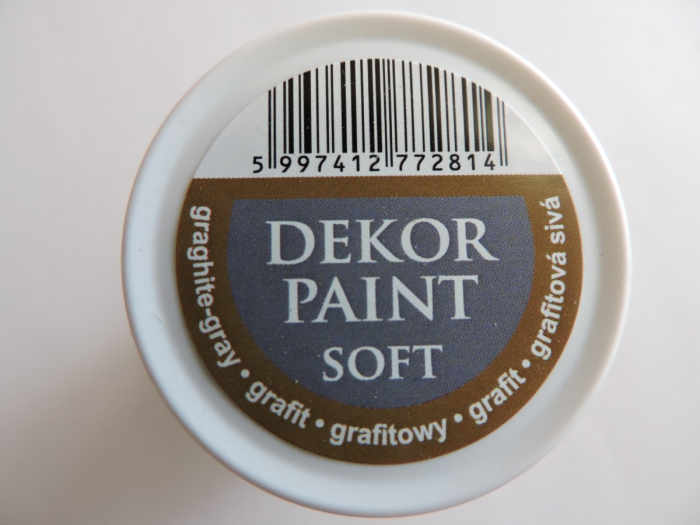 5 997412 772814
DEKOR
PAINT
SOFT
graghite-gray • grafit • grafitowy • grafit • grafitová sivá